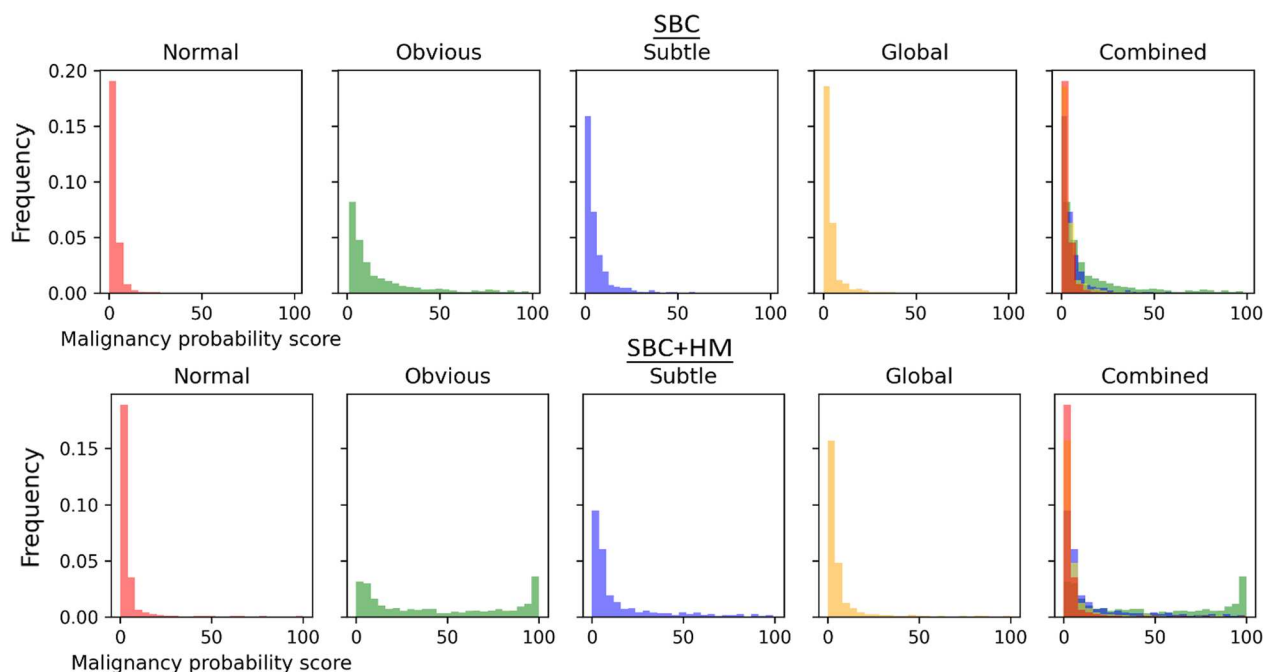 SBC
Normal Obvious Subtle Global Combined
0.20
0.15
0.10
0.05
0.00
Frequency
0 50 100 0 50 100 0 50 100 0 50 100 0 50 100
Malignancy probability score
SBC+HM
Normal Obvious Subtle Global Combined
0.15
0.10
0.05
0.00
Frequency
0 50 100 0 50 100 0 50 100 0 50 100 0 50 100
Malignancy probability score